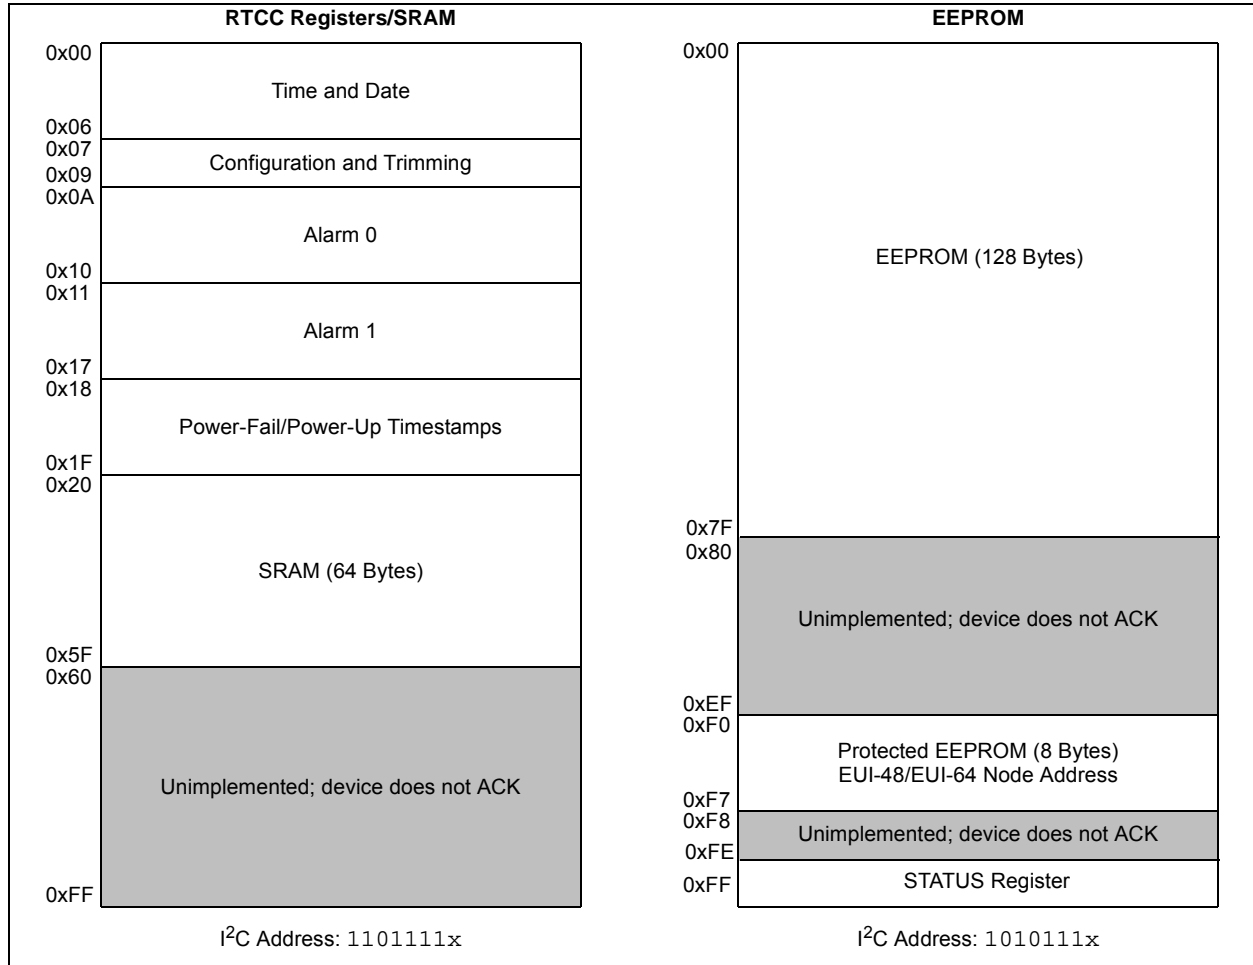 RTCC Registers/SRAM
0x00
Time and Date
0x06
0x07
Configuration and Trimming
0x09
0x0A
Alarm 0
0x10
0x11
Alarm 1
0x17
0x18
Power-Fail/Power-Up Timestamps
0x1F
0x20
SRAM (64 Bytes)
0x5F
0x60
Unimplemented; device does not ACK
0xFF
I²C Address: 1101111x
EEPROM
0x00
EEPROM (128 Bytes)
0x7F
0x80
Unimplemented; device does not ACK
0xEF
0xF0
Protected EEPROM (8 Bytes)
EUI-48/EUI-64 Node Address
0xF7
0xF8
Unimplemented; device does not ACK
0xFE
0xFF
STATUS Register
I²C Address: 1010111x